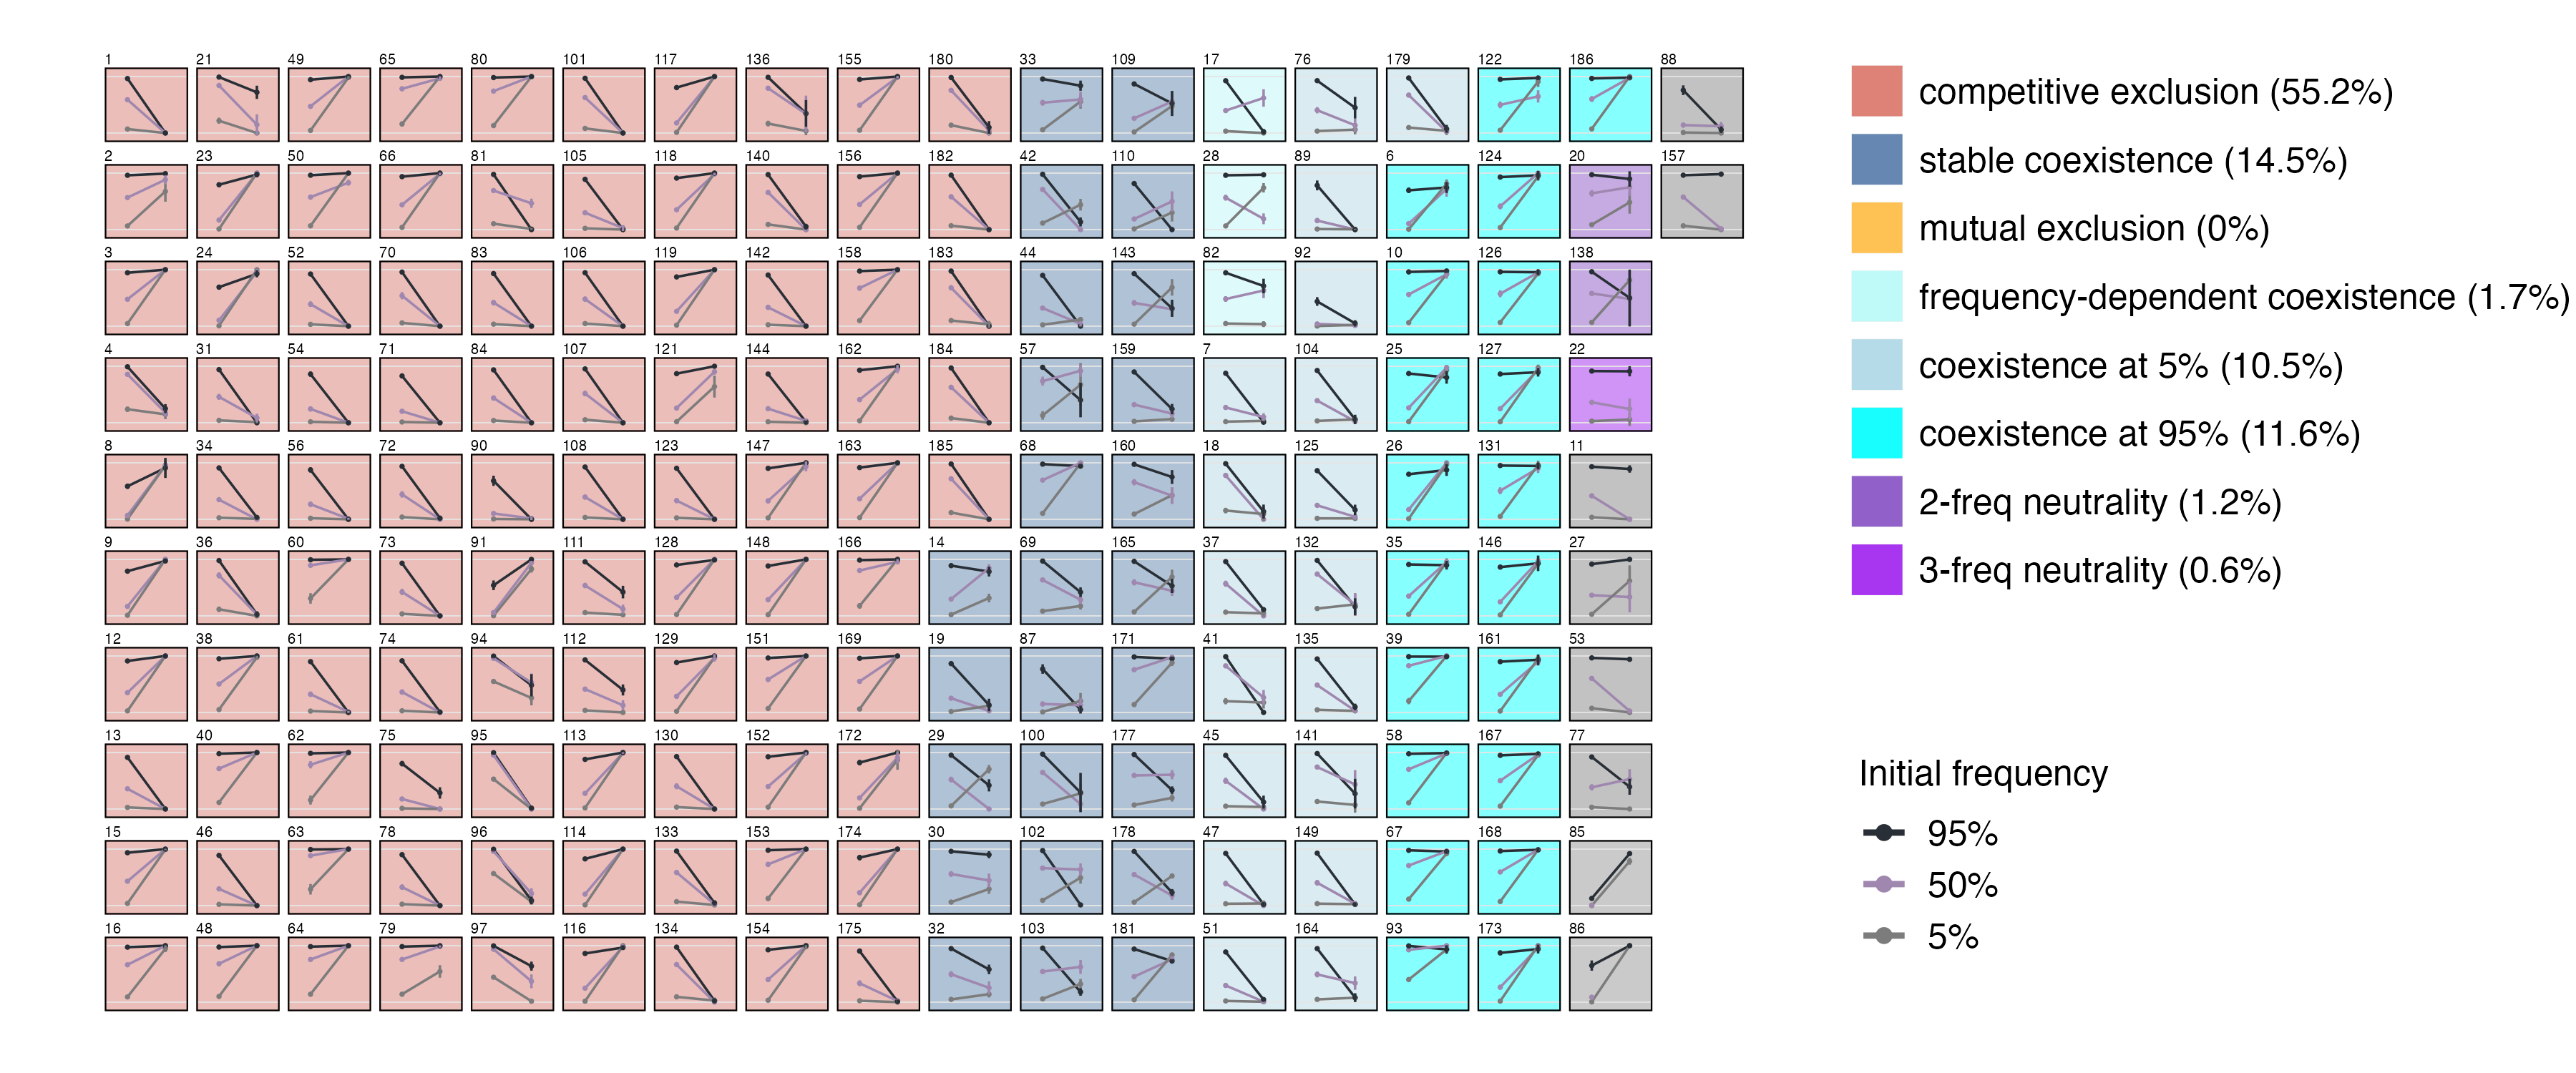 1 21 49 65 80 101 117 136 155 180 33 109 17 76 179 122 186 88
2 23 50 66 81 105 118 140 156 182 42 110 28 89 6 124 20 157
3 24 52 70 83 106 119 142 158 183 44 143 82 92 10 126 138
4 31 54 71 84 107 121 144 162 184 57 159 7 104 25 127 22
8 34 56 72 90 108 123 147 163 185 68 160 18 125 26 131 11
9 36 60 73 91 111 128 148 166 14 69 165 37 132 35 146 27
12 38 61 74 94 112 129 151 169 19 87 171 41 135 39 161 53
13 40 62 75 95 113 130 152 172 29 100 177 45 141 58 167 77
15 46 63 78 96 114 133 153 174 30 102 178 47 149 67 168 85
16 48 64 79 97 116 134 154 175 32 103 181 51 164 93 173 86
competitive exclusion (55.2%)
stable coexistence (14.5%)
mutual exclusion (0%)
frequency-dependent coexistence (1.7%)
coexistence at 5% (10.5%)
coexistence at 95% (11.6%)
2-freq neutrality (1.2%)
3-freq neutrality (0.6%)
Initial frequency
95%
50%
5%